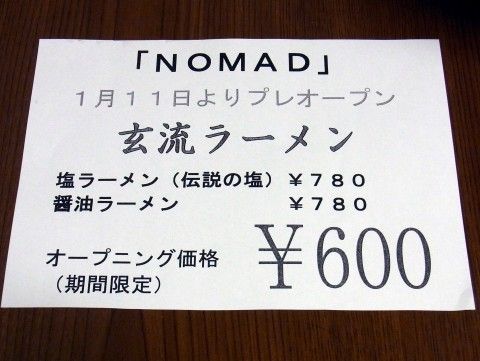 「ＮＯＭＡＤ」
１月１１日よりプレオープン
玄流ラーメン
塩ラーメン（伝説の塩）￥７８０
醤油ラーメン ￥７８０
オープニング価格
（期間限定）
￥600